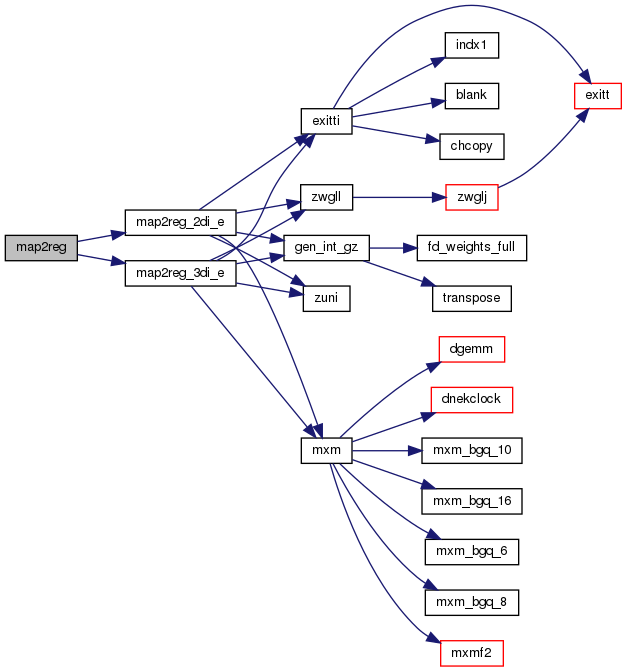 map2reg
map2reg_2di_e
map2reg_3di_e
exitti
zwgll
gen_int_gz
zuni
mxm
indx1
blank
chcopy
zwglj
fd_weights_full
transpose
dgemm
dnekclock
mxm_bgq_10
mxm_bgq_16
mxm_bgq_6
mxm_bgq_8
mxmf2
exitt